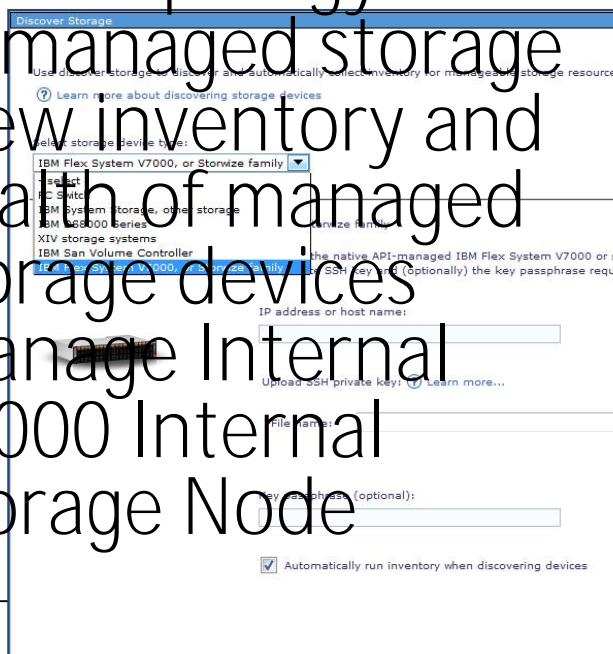 Discover Storage
managed storage
Use discover storage to discover and automatically collect inventory for manageable storage resource
Learn more about discovering storage devices
ew inventory and
Select storage device type:
IBM Flex System V7000, or Storwize family
- select
FC Switch
IBM System Storage, other storage
IBM DS8000 Series
XIV storage systems
IBM San Volume Controller
IBM Flex System V7000, or Storwize family
alth of managed
Storwize family
the native API-managed IBM Flex System V7000 or
SSH key and (optionally) the key passphrase requ
orage devices
IP address or host name:
anage Internal
Upload SSH private key: Learn more...
000 Internal
File name:
orage Node
Key passphrase (optional):
Automatically run inventory when discovering devices